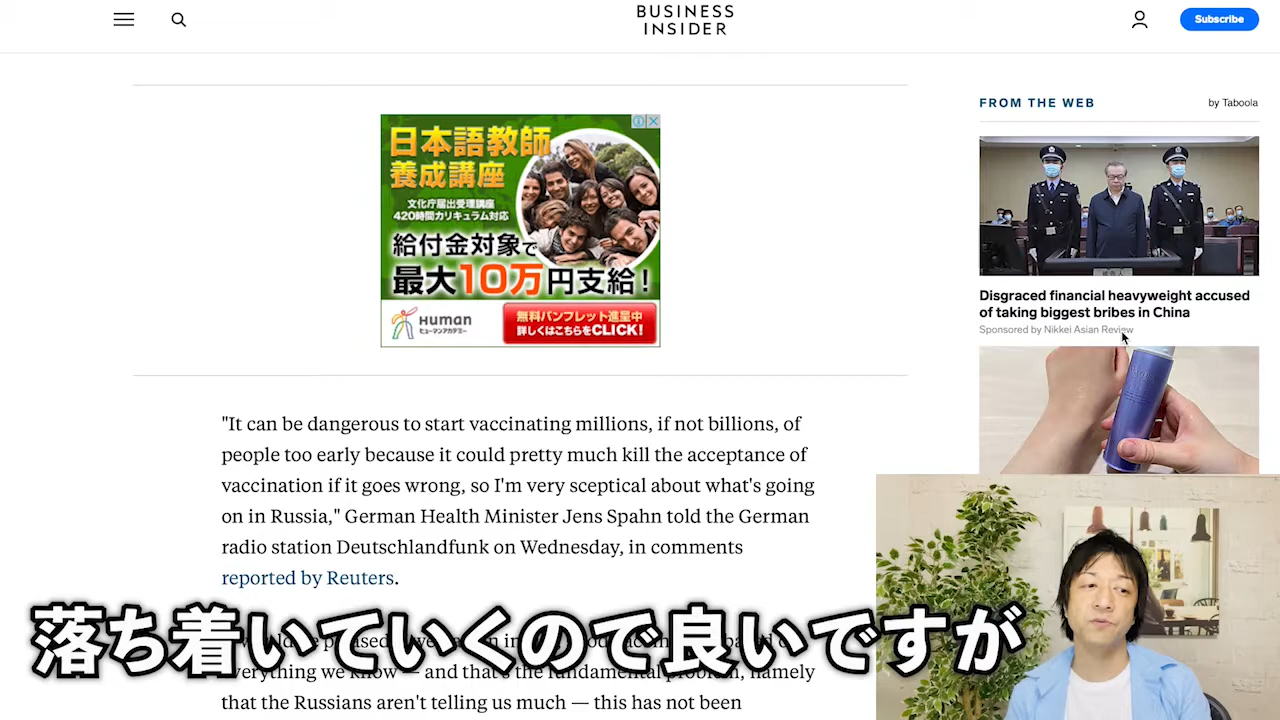 BUSINESS
INSIDER
Subscribe
FROM THE WEB
by Taboola
日本語教師
養成講座
文化庁届出受理講座
420時間カリキュラム対応
給付金対象で
最大10万円支給!
HUMAN
ヒューマンアカデミー
無料パンフレット進呈中
詳しくはこちらをCLICK!
Disgraced financial heavyweight accused
of taking biggest bribes in China
Sponsored by Nikkei Asian Review
"It can be dangerous to start vaccinating millions, if not billions, of
people too early because it could pretty much kill the acceptance of
vaccination if it goes wrong, so I'm very sceptical about what's going
on in Russia," German Health Minister Jens Spahn told the German
radio station Deutschlandfunk on Wednesday, in comments
reported by Reuters.
落ち着いていくので良いですが
everything we know — and that's the fundamental problem, namely
that the Russians aren't telling us much — this has not been